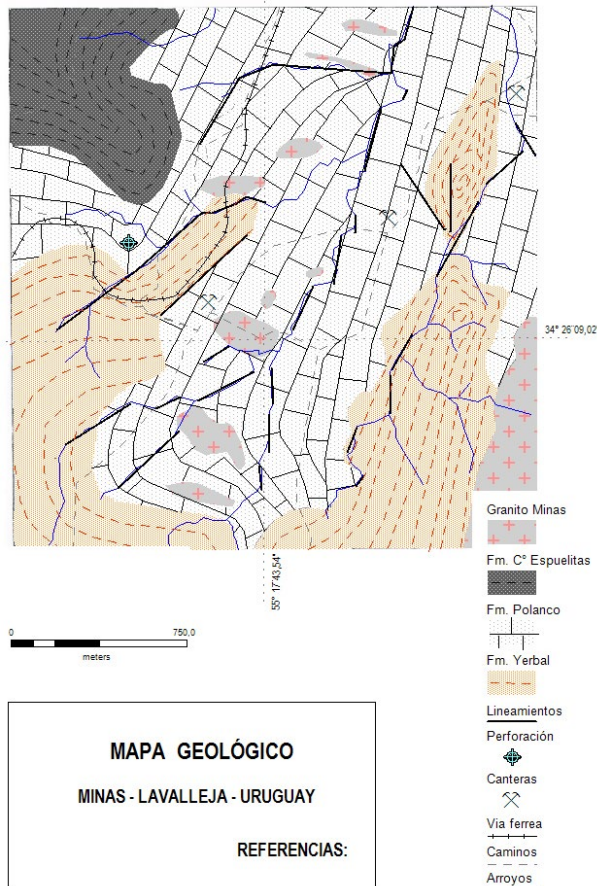 34° 26´09,02
55° 17´43,54"
0 750,0
meters
MAPA GEOLÓGICO
MINAS - LAVALLEJA - URUGUAY
REFERENCIAS:
Granito Minas
Fm. C° Espuelitas
Fm. Polanco
Fm. Yerbal
Lineamientos
Perforación
Canteras
Via ferrea
Caminos
Arroyos